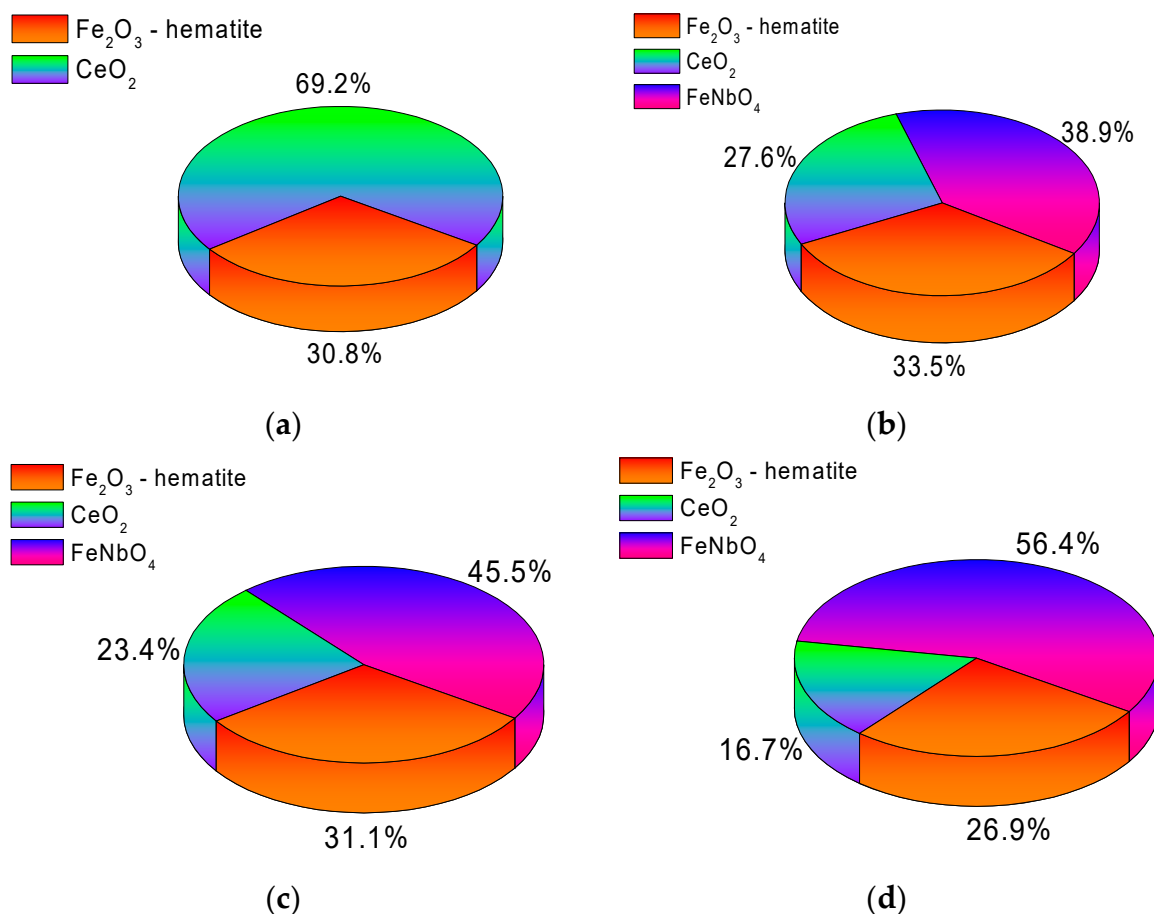 Fe₂O₃ - hematite
CeO₂
69.2%
30.8%
(a)
Fe₂O₃ - hematite
CeO₂
FeNbO₄
38.9%
27.6%
33.5%
(b)
Fe₂O₃ - hematite
CeO₂
FeNbO₄
45.5%
23.4%
31.1%
(c)
Fe₂O₃ - hematite
CeO₂
FeNbO₄
56.4%
16.7%
26.9%
(d)